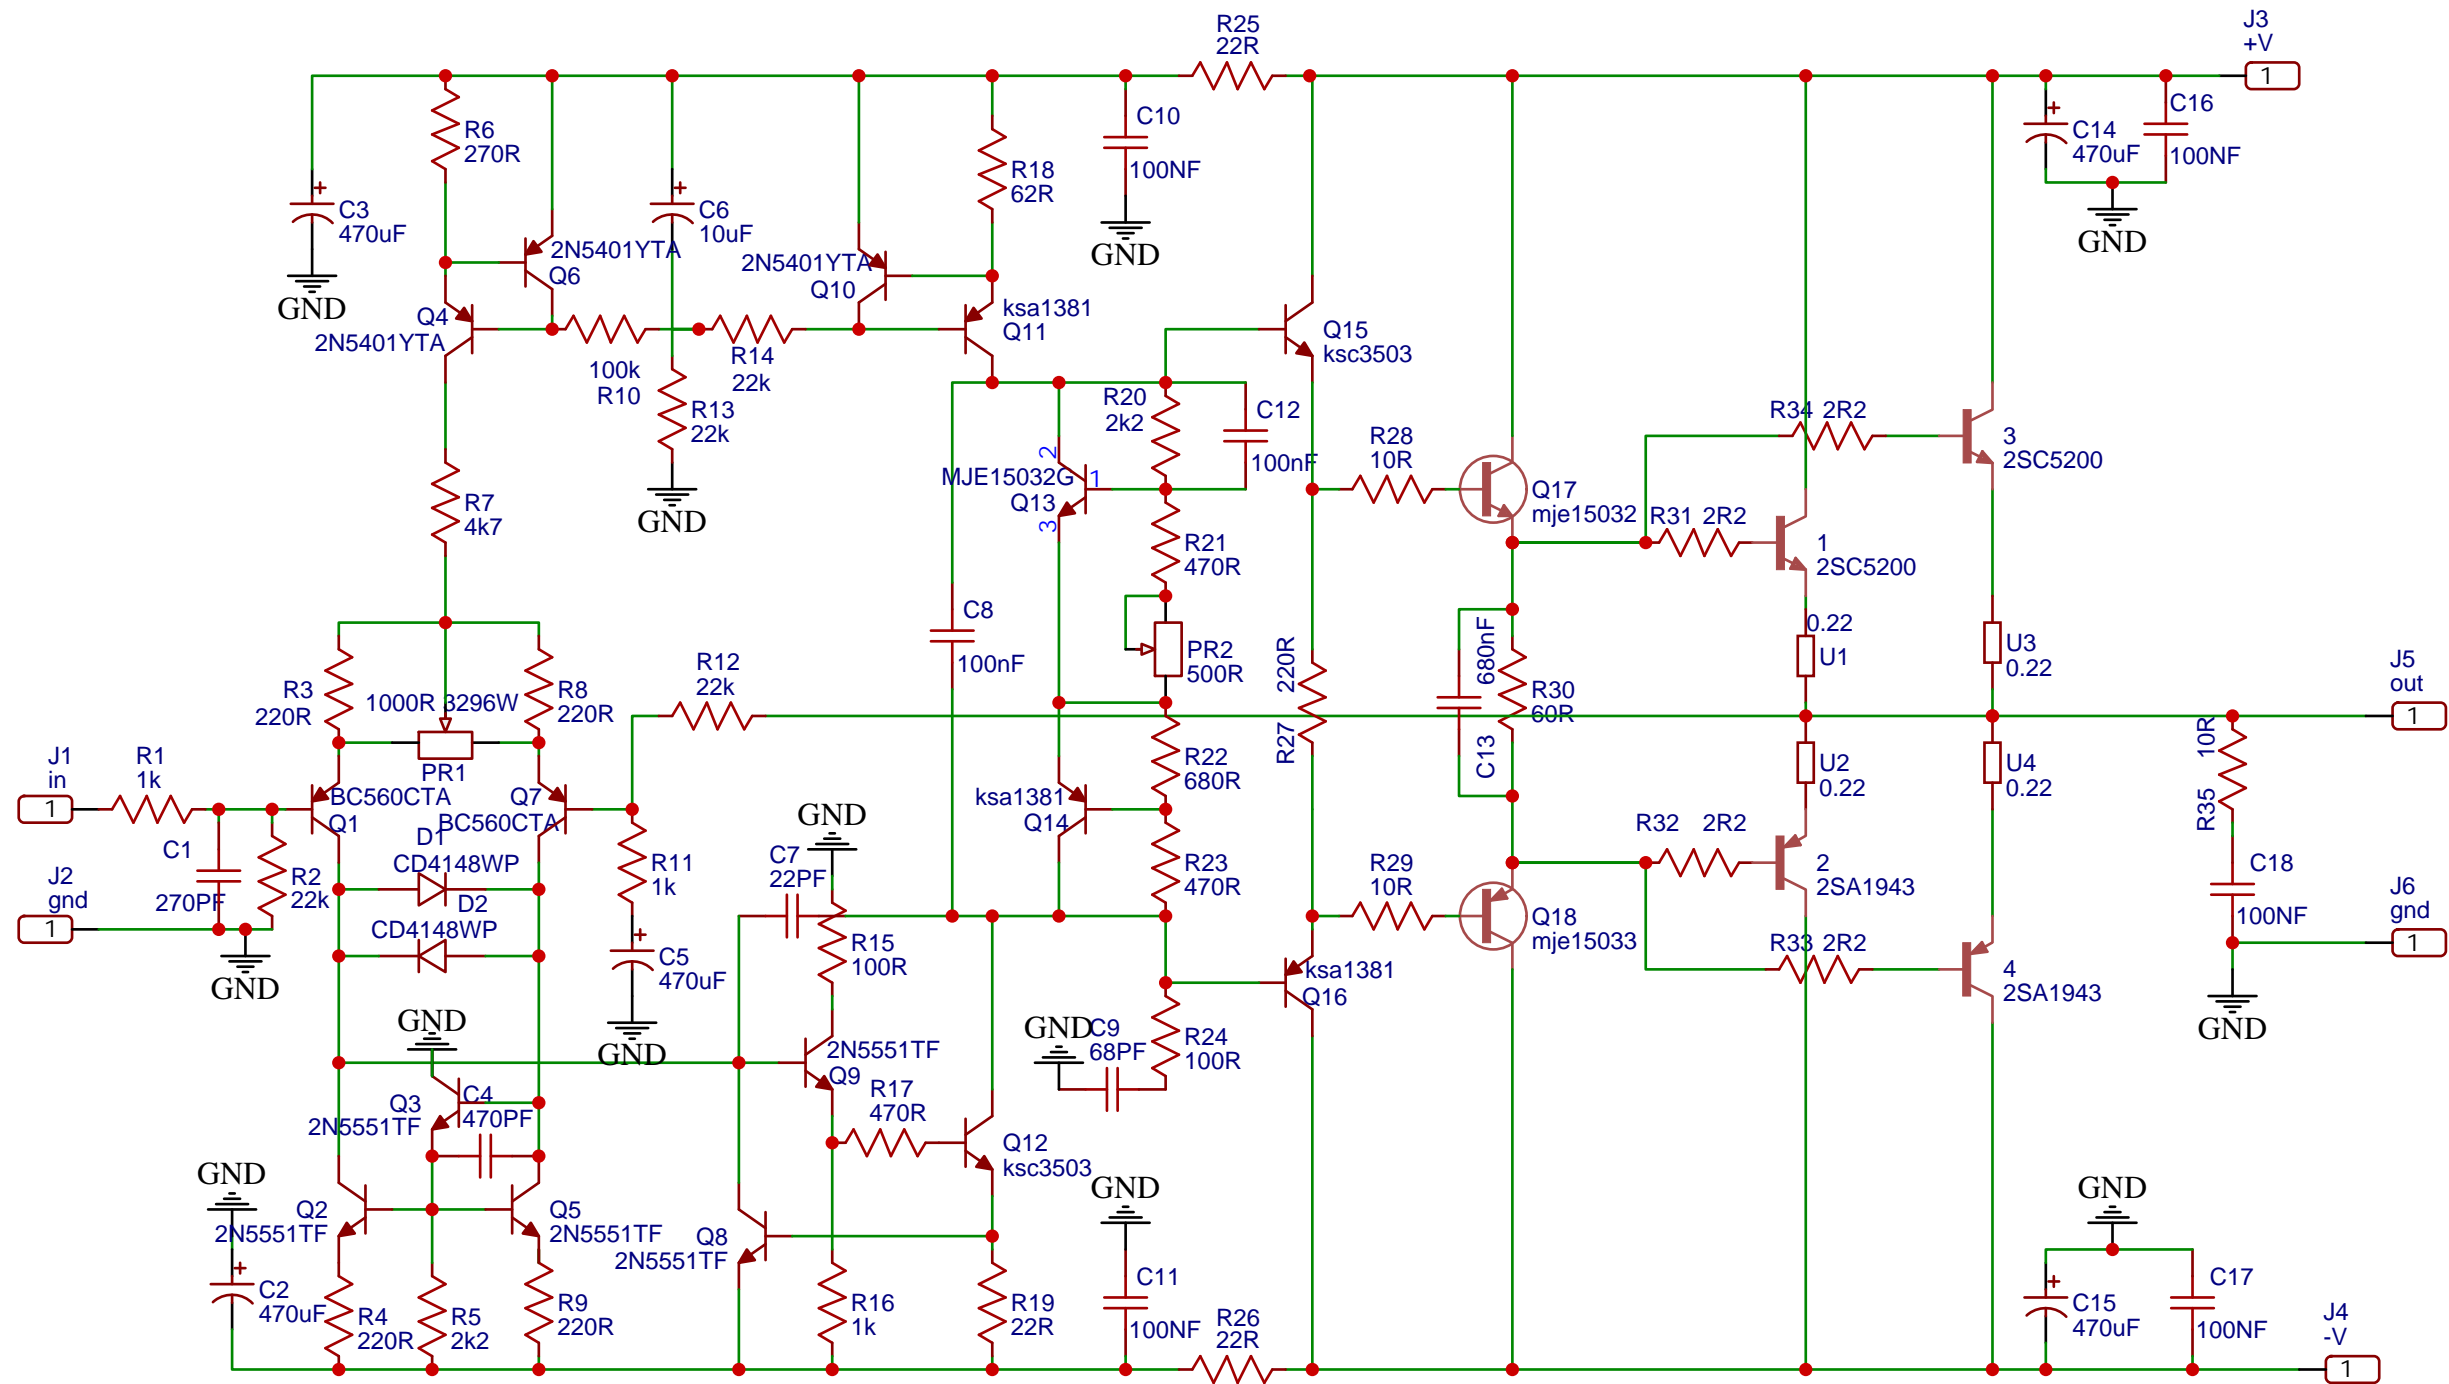 R25
22R
J3
+V
1
R6
270R
C10
100NF
C14
470uF
C16
100NF
R18
62R
C3
470uF
GND
2N5401YTA
Q6
C6
10uF
2N5401YTA
Q10
GND
GND
Q4
2N5401YTA
ksa1381
Q11
Q15
ksc3503
100k
R10
R14
22k
R13
22k
GND
R20
2k2
C12
100nF
2
MJE15032G
1
Q13
3
R28
10R
Q17
mje15032
R34 2R2
3
2SC5200
R31 2R2
1
2SC5200
R7
4k7
R21
470R
C8
100nF
PR2
500R
220R
R27
680nF
C13
R30
60R
0.22
U1
U3
0.22
J5
out
1
R3
220R
1000R 3296W
R8
220R
R12
22k
PR1
J1
in
1
R1
1k
BC560CTA
Q1
Q7
BC560CTA
R22
680R
ksa1381
Q14
U2
0.22
U4
0.22
10R
R35
GND
D1
CD4148WP
D2
CD4148WP
C1
270PF
R2
22k
J2
gnd
1
GND
R11
1k
C7
22PF
R15
100R
R23
470R
R29
10R
Q18
mje15033
R32 2R2
2
2SA1943
R33 2R2
4
2SA1943
C18
100NF
J6
gnd
1
GND
C5
470uF
GND
ksa1381
Q16
GND
C9
68PF
R24
100R
GND
2N5551TF
Q9
R17
470R
Q3
2N5551TF
C4
470PF
Q12
ksc3503
GND
Q2
2N5551TF
Q5
2N5551TF
Q8
2N5551TF
GND
GND
C2
470uF
R4
220R
R5
2k2
R9
220R
R16
1k
R19
22R
C11
100NF
R26
22R
C15
470uF
C17
100NF
J4
-V
1